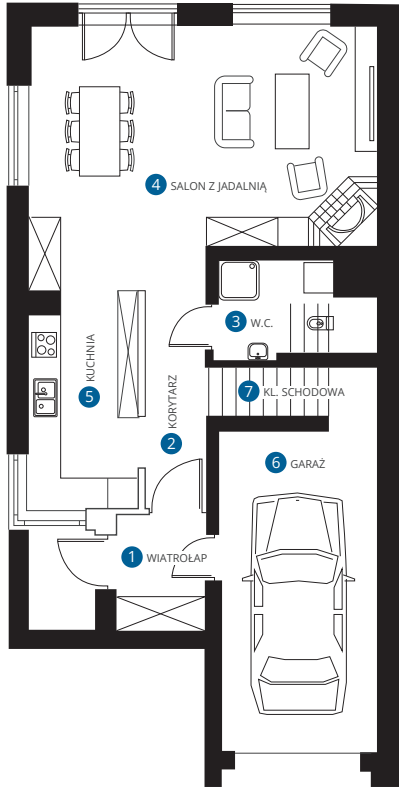 4 SALON Z JADALNIĄ
3 W.C.
5 KUCHNIA
2 KORYTARZ
7 KL. SCHODOWA
6 GARAŻ
1 WIATROŁAP